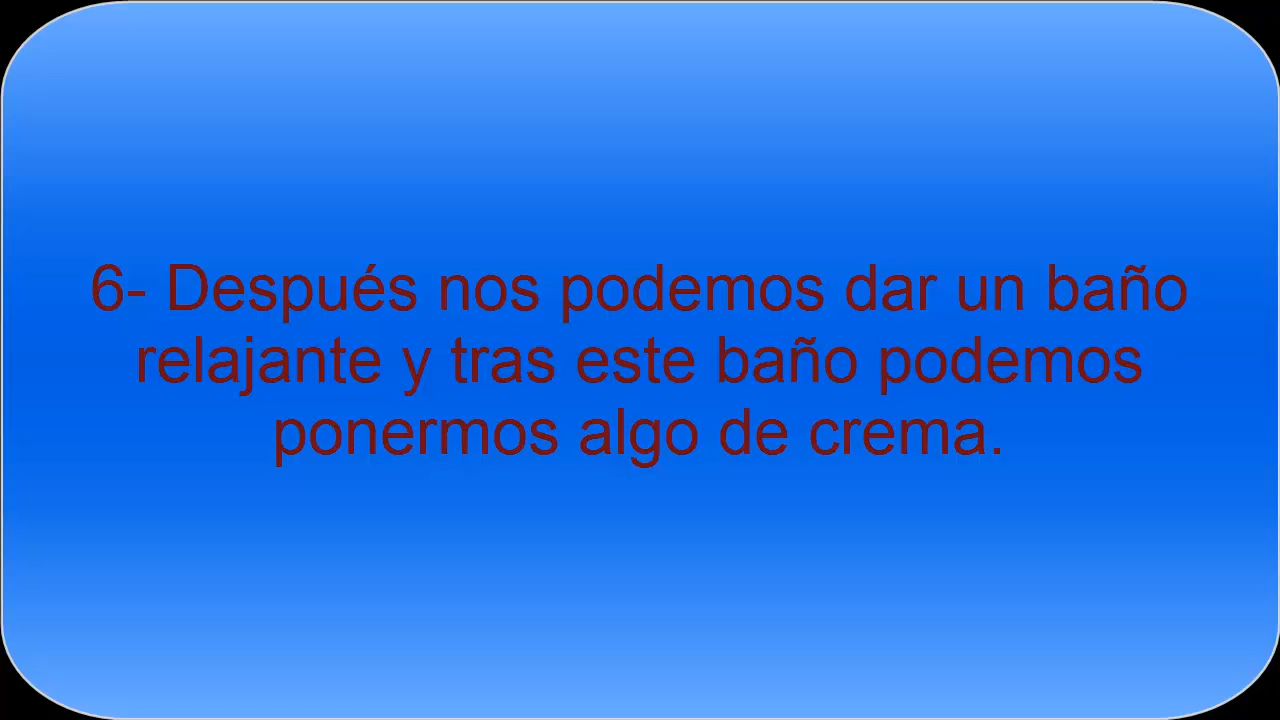 6- Después nos podemos dar un baño
relajante y tras este baño podemos
ponermos algo de crema.